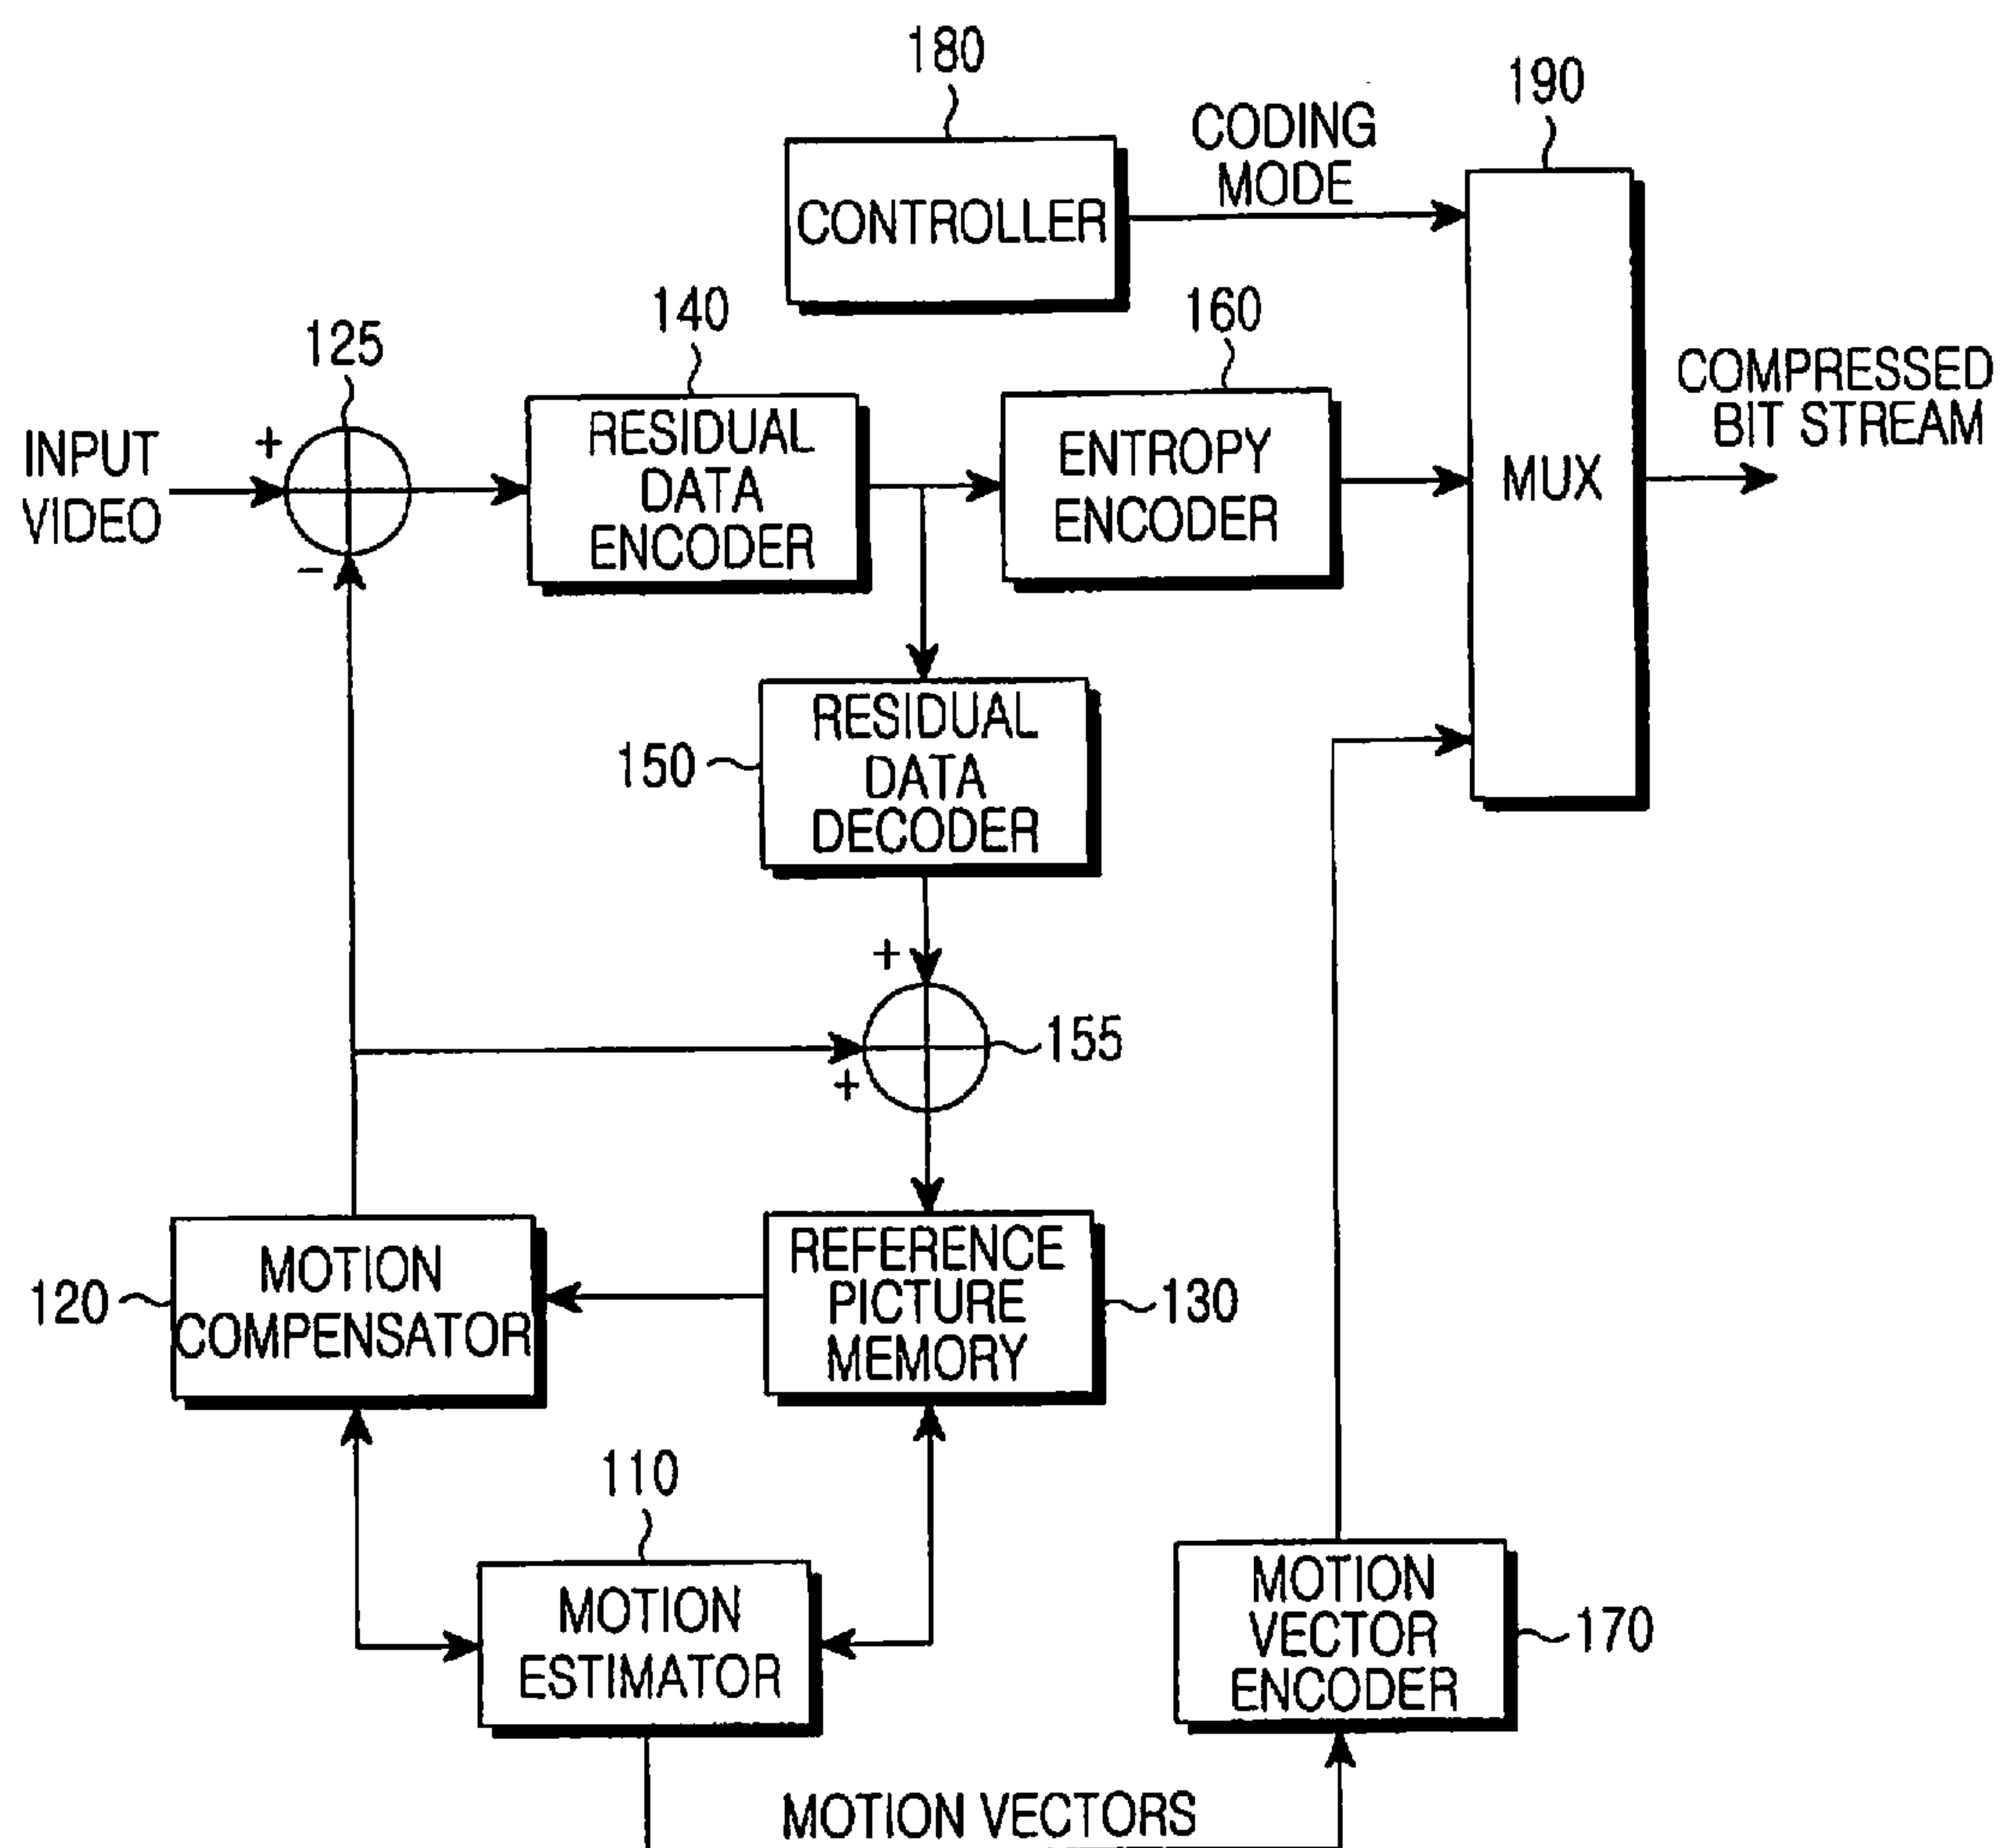 180
190
CODING
MODE
CONTROLLER
125
140
160
COMPRESSED
BIT STREAM
INPUT
VIDEO
+
RESIDUAL
DATA
ENCODER
ENTROPY
ENCODER
MUX
−
150
RESIDUAL
DATA
DECODER
+
155
+
120
MOTION
COMPENSATOR
REFERENCE
PICTURE
MEMORY
130
110
MOTION
ESTIMATOR
MOTION
VECTOR
ENCODER
170
MOTION VECTORS